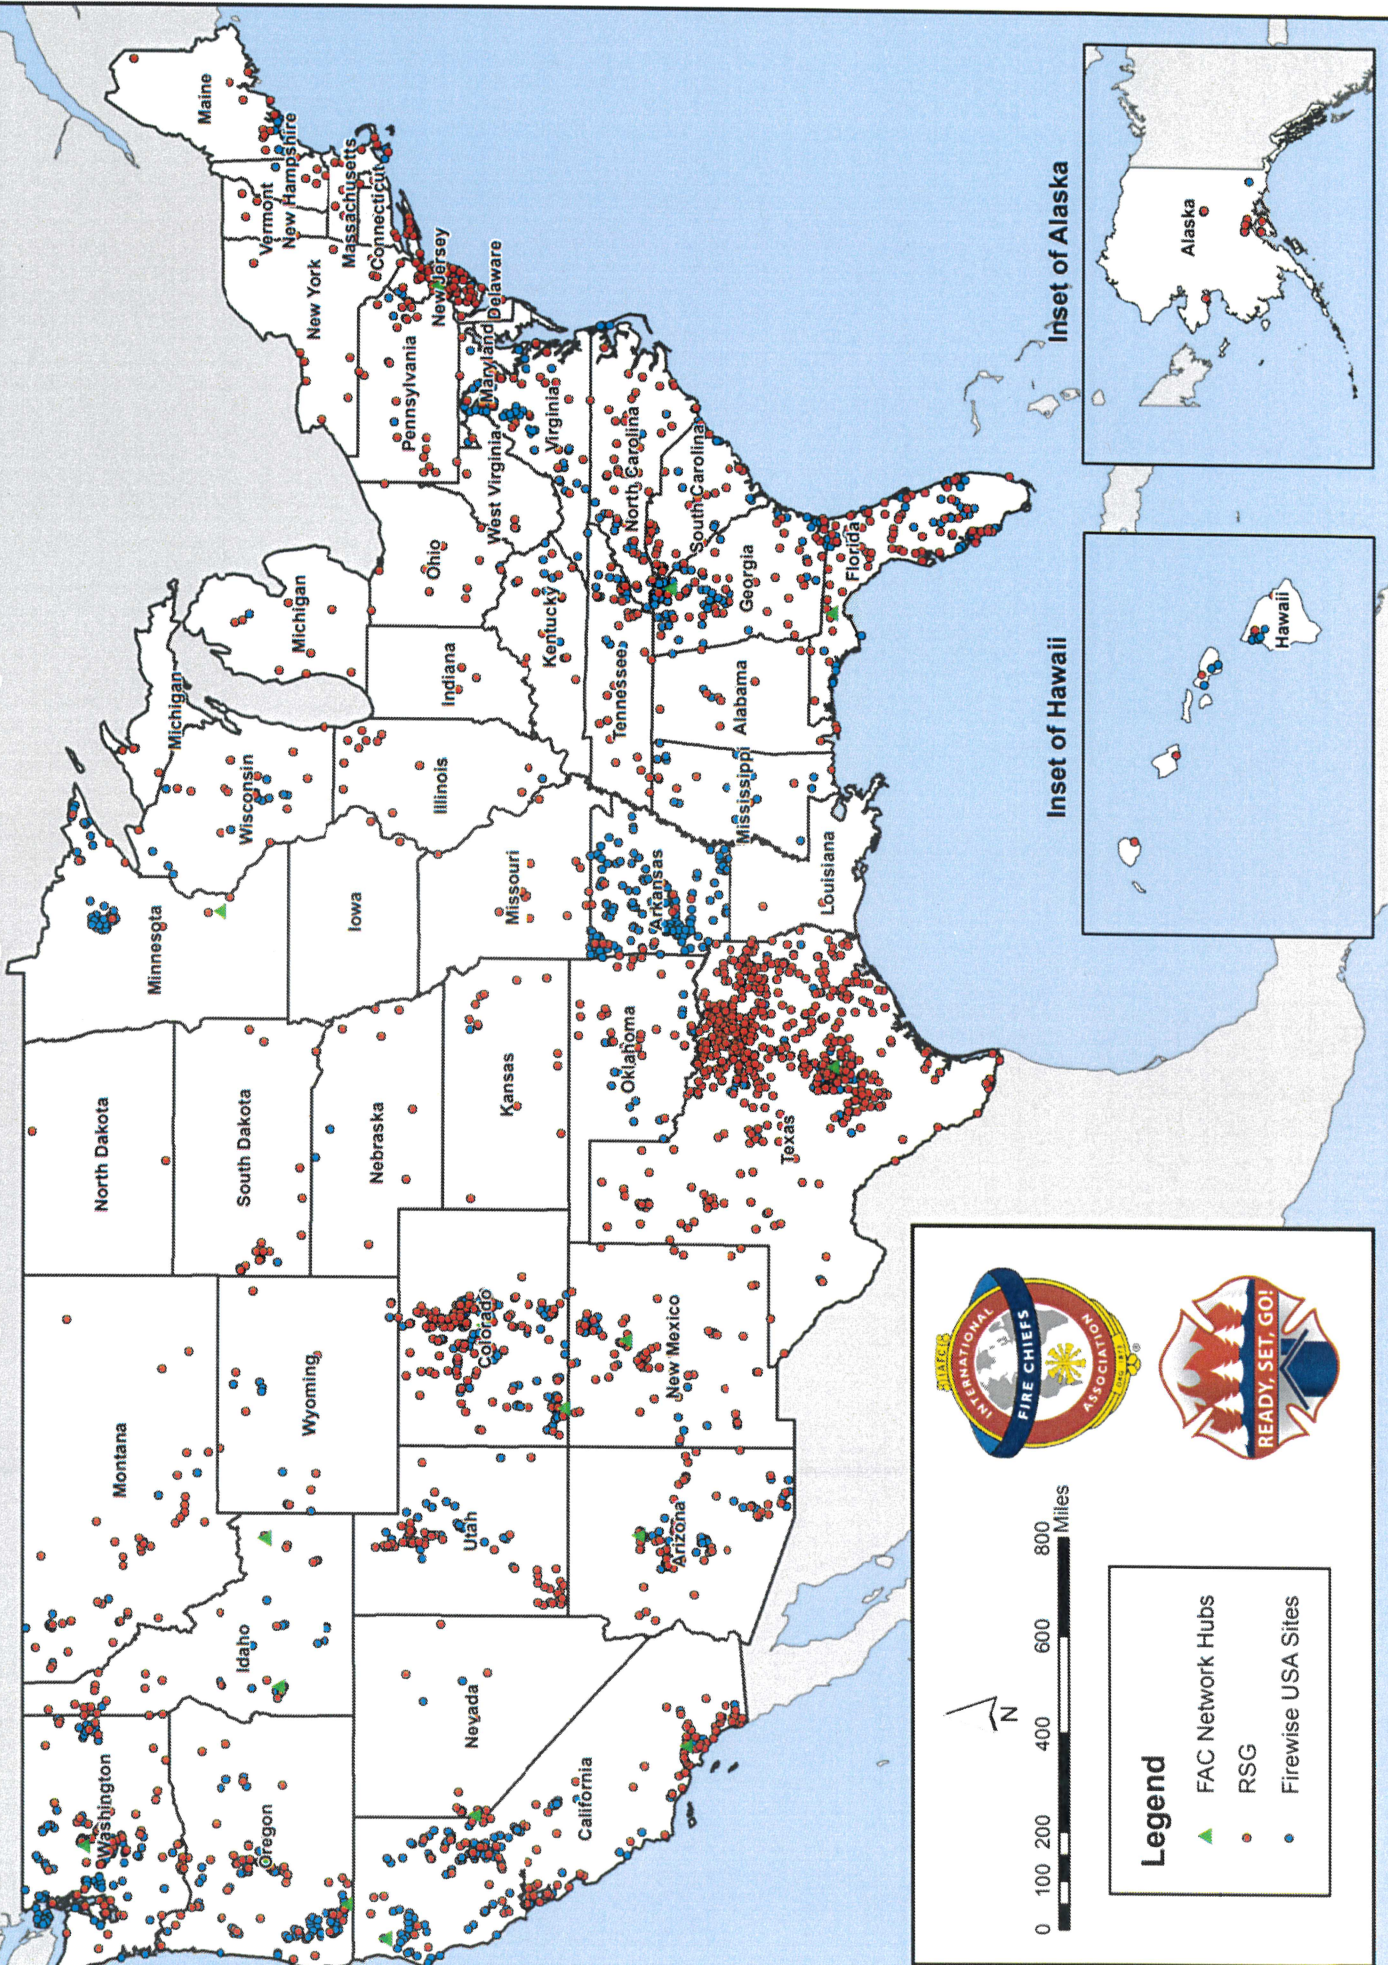 Washington
Oregon
California
Nevada
Idaho
Montana
Wyoming
Utah
Arizona
Colorado
New Mexico
North Dakota
South Dakota
Nebraska
Kansas
Oklahoma
Texas
Minnesota
Iowa
Missouri
Arkansas
Louisiana
Wisconsin
Illinois
Michigan
Michigan
Indiana
Ohio
Kentucky
Tennessee
Mississippi
Alabama
Georgia
Florida
South Carolina
North Carolina
Virginia
West Virginia
Maryland
Delaware
Pennsylvania
New Jersey
New York
Connecticut
Massachusetts
Vermont
New Hampshire
Maine
Inset of Hawaii
Hawaii
Inset of Alaska
Alaska
N
0 100 200 400 600 800
Miles
Legend
FAC Network Hubs
RSG
Firewise USA Sites
INTERNATIONAL
FIRE CHIEFS
ASSOCIATION
®
READY, SET, GO!